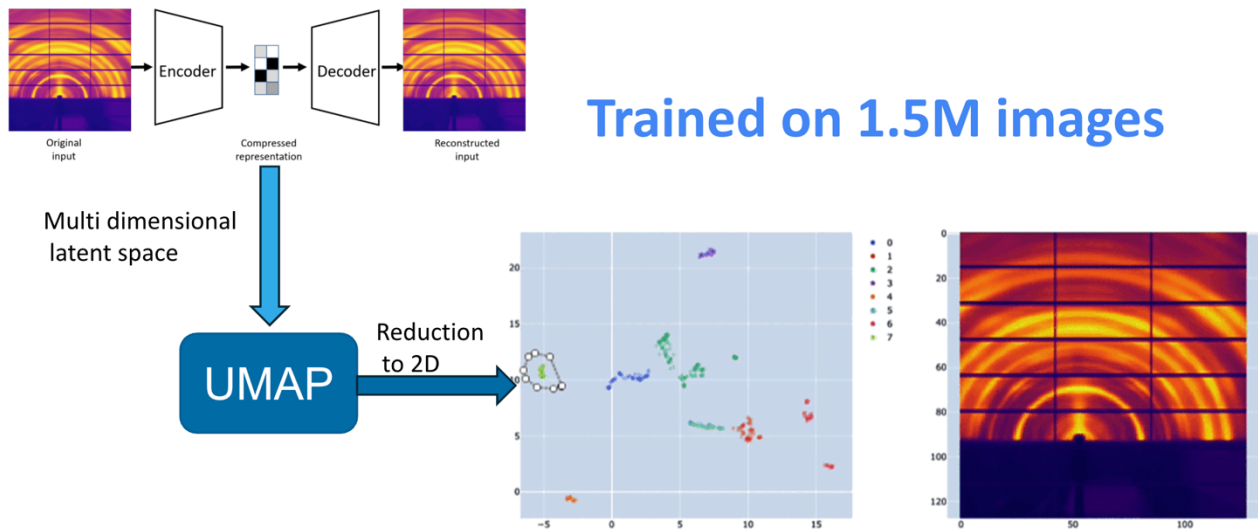 Encoder
Decoder
Original
input
Compressed
representation
Reconstructed
input
Trained on 1.5M images
Multi dimensional
latent space
UMAP
Reduction
to 2D
20
15
10
5
0
−5
0
5
10
15
0
1
2
3
4
5
6
7
0
20
40
60
80
100
120
0
50
100